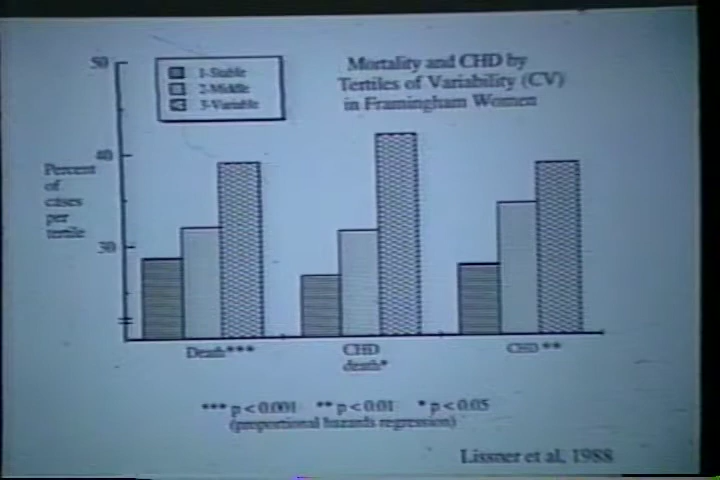 Mortality and CHD by
Tertiles of Variability (CV)
in Framingham Women
1-Stable
2-Middle
3-Variable
50
40
30
Percent
of
cases
per
tertile
Death***
CHD
death*
CHD **
*** p < 0.001 ** p < 0.01 * p < 0.05
(proportional hazards regression)
Lissner et al, 1988